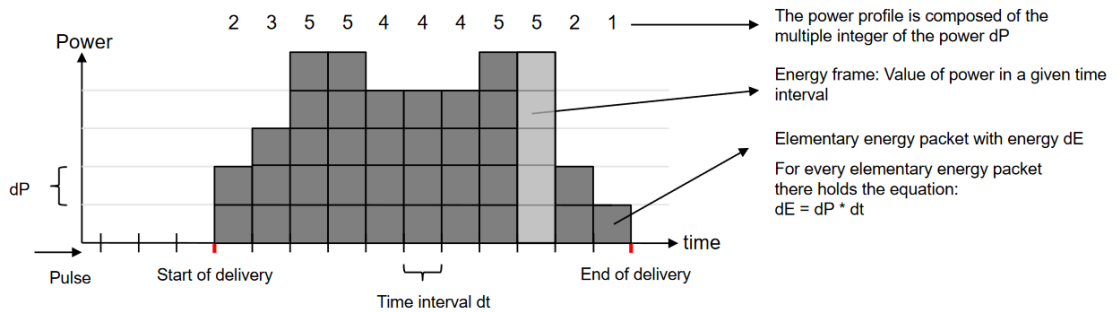 2 3 5 5 4 4 4 5 5 2 1
The power profile is composed of the
multiple integer of the power dP
Power
Energy frame: Value of power in a given time
interval
Elementary energy packet with energy dE
For every elementary energy packet
there holds the equation:
dE = dP * dt
dP
time
Pulse
Start of delivery
End of delivery
Time interval dt